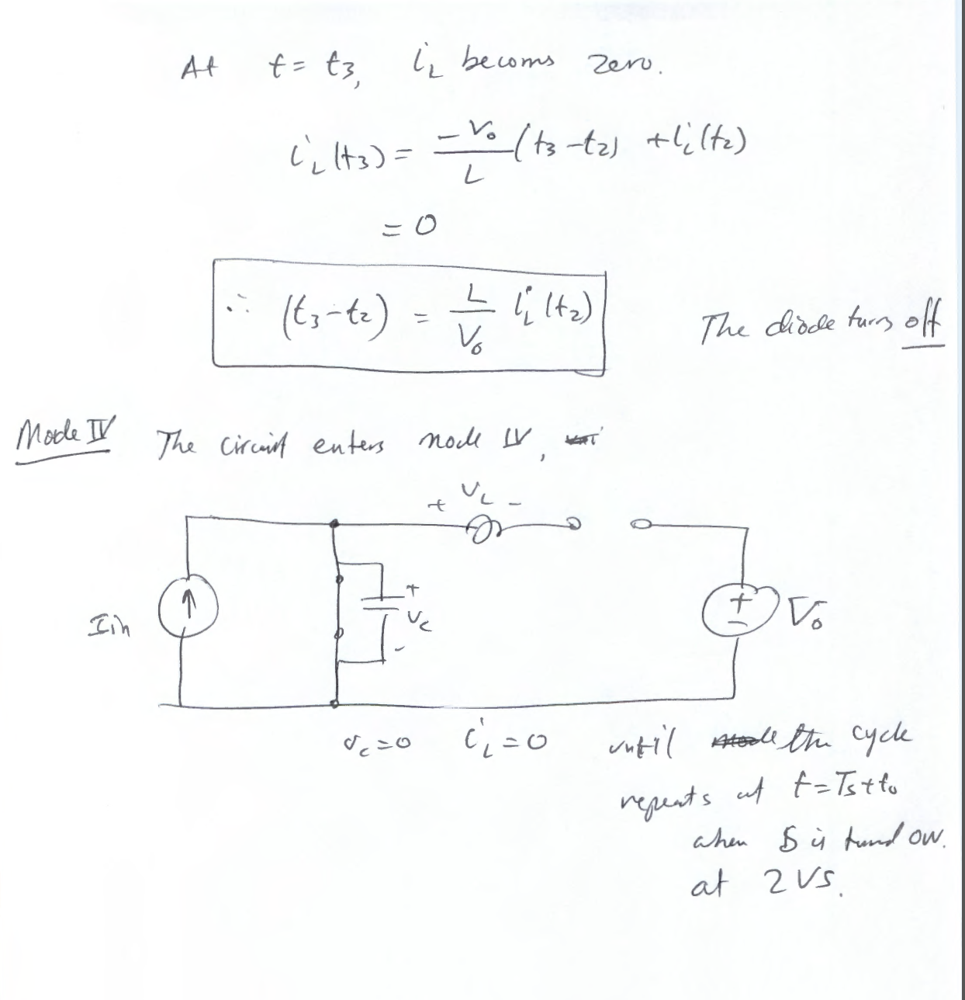 At t = t3, iL becoms zero.
iL(t3) = -Vo/L (t3-t2) + iL(t2)
= 0
∴ (t3-t2) = L/Vo iL(t2)
The diode turns off
Mode IV The circuit enters mode IV,
+ VL -
Iin
+
Vc
-
+
-
Vo
vc=0 iL=0 until the cycle
repeats at t=Ts+to
when S is turnd ON.
at ZVS.